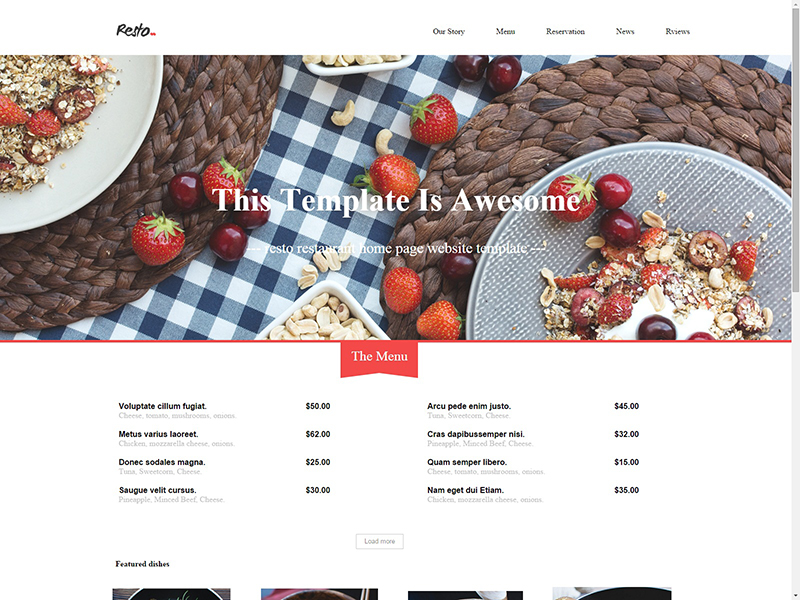 Resto
Our Story Menu Reservation News Rviews
This Template Is Awesome
--- resto restaurant home page website template ---
The Menu
Voluptate cillum fugiat. $50.00
Cheese, tomato, mushrooms, onions.
Metus varius laoreet. $62.00
Chicken, mozzarella cheese, onions.
Donec sodales magna. $25.00
Tuna, Sweetcorn, Cheese.
Saugue velit cursus. $30.00
Pineapple, Minced Beef, Cheese.
Arcu pede enim justo. $45.00
Tuna, Sweetcorn, Cheese.
Cras dapibussemper nisi. $32.00
Pineapple, Minced Beef, Cheese.
Quam semper libero. $15.00
Cheese, tomato, mushrooms, onions.
Nam eget dui Etiam. $35.00
Chicken, mozzarella cheese, onions.
Load more
Featured dishes